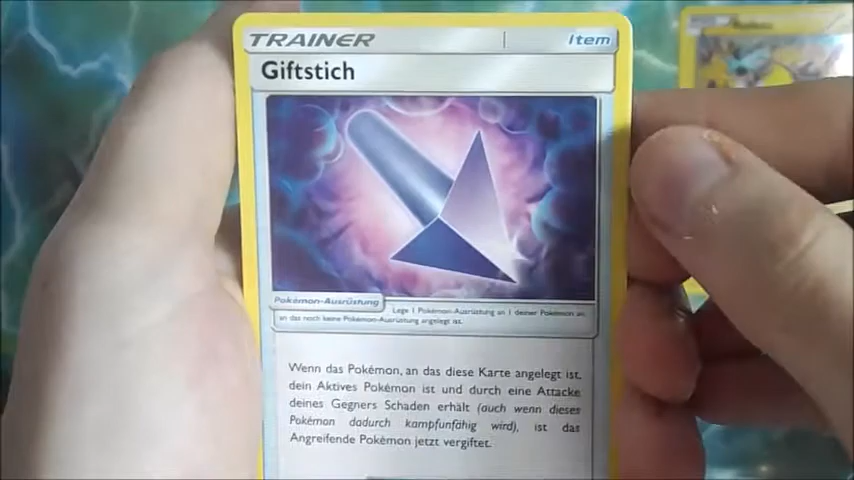 TRAINER Item
Giftstich
Pokémon-Ausrüstung
Lege 1 Pokémon-Ausrüstung an 1 deiner Pokémon an,
an das noch keine Pokémon-Ausrüstung angelegt ist.
Wenn das Pokémon, an das diese Karte angelegt ist,
dein Aktives Pokémon ist und durch eine Attacke
deines Gegners Schaden erhält (auch wenn dieses
Pokémon dadurch kampfunfähig wird), ist das
Angreifende Pokémon jetzt vergiftet.